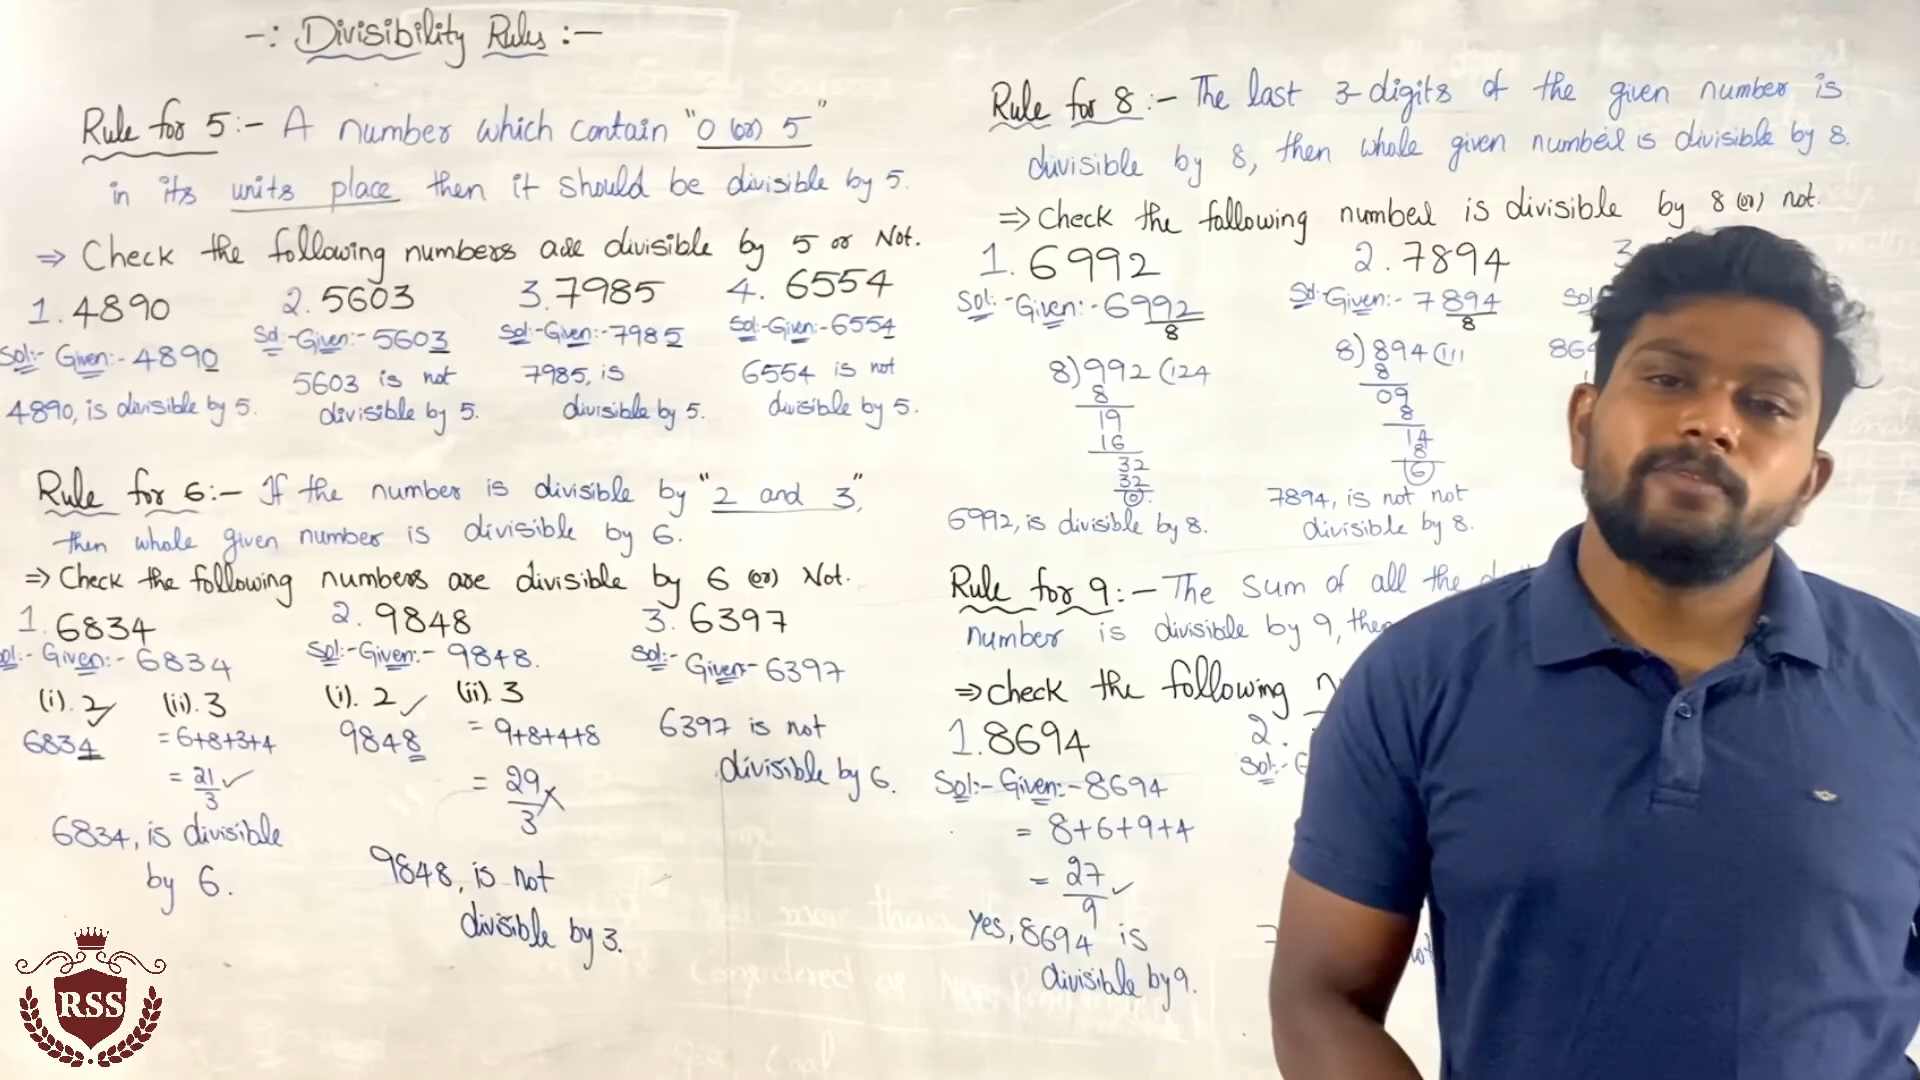 -: Divisibility Rules :-
Rule for 5:- A number which contain "0 (or) 5"
in its units place then it should be divisible by 5.
⇒ Check the following numbers are divisible by 5 or Not.
1. 4890
Sol:- Given:- 4890
4890, is divisible by 5.
2. 5603
Sol:- Given:- 5603
5603 is not
divisible by 5.
3. 7985
Sol:- Given:- 7985
7985, is
divisible by 5.
4. 6554
Sol:- Given:- 6554
6554 is not
divisible by 5.
Rule for 6:- If the number is divisible by "2 and 3",
then whole given number is divisible by 6.
⇒ Check the following numbers are divisible by 6 (or) Not.
1. 6834
Sol:- Given:- 6834
(i). 2 ✓ (ii). 3
6834 = 6+8+3+4
= 21/3 ✓
6834, is divisible
by 6.
2. 9848
Sol:- Given:- 9848.
(i). 2 ✓ (ii). 3
9848 = 9+8+4+8
= 29/3 ✗
9848, is not
divisible by 3.
3. 6397
Sol:- Given:- 6397
6397 is not
divisible by 6.
Rule for 8:- The last 3-digits of the given number is
divisible by 8, then whole given number is divisible by 8.
⇒ Check the following number is divisible by 8 (or) not.
1. 6992
Sol:- Given:- 6992
8
8)992(124
8
19
16
32
32
0.
6992, is divisible by 8.
2. 7894
Sol:- Given:- 7894
8
8)894(111
8
09
8
14
8
6
7894, is not not
divisible by 8.
3.
Sol
864
Rule for 9:- The sum of all the
number is divisible by 9,
⇒ check the following
1. 8694
Sol:- Given:- 8694
= 8+6+9+4
= 27/9 ✓
Yes, 8694 is
divisible by 9.
2.
Sol:-
RSS